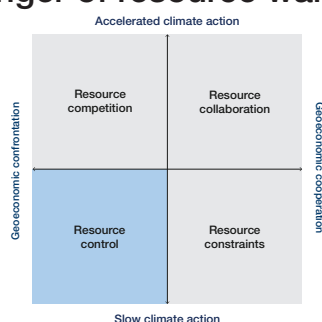 Accelerated climate action
Geoeconomic confrontation
Resource
competition
Resource
collaboration
Geoeconomic cooperation
Resource
control
Resource
constraints
Slow climate action